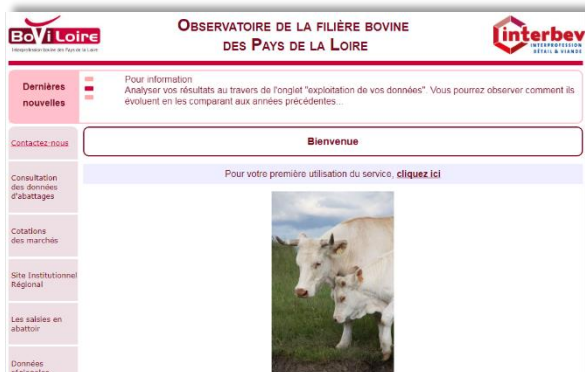 BoViLoire
Interprofession bovine des Pays de la Loire
OBSERVATOIRE DE LA FILIÈRE BOVINE
DES PAYS DE LA LOIRE
interbev
INTERPROFESSION
BÉTAIL & VIANDE
Dernières
nouvelles
Pour information
Analyser vos résultats au travers de l'onglet "exploitation de vos données". Vous pourrez observer comment ils
évoluent en les comparant aux années précédentes...
Contactez-nous
Bienvenue
Pour votre première utilisation du service, cliquez ici
Consultation
des données
d'abattages
Cotations
des marchés
Site Institutionnel
Régional
Les saisies en
abattoir
Données
régionales